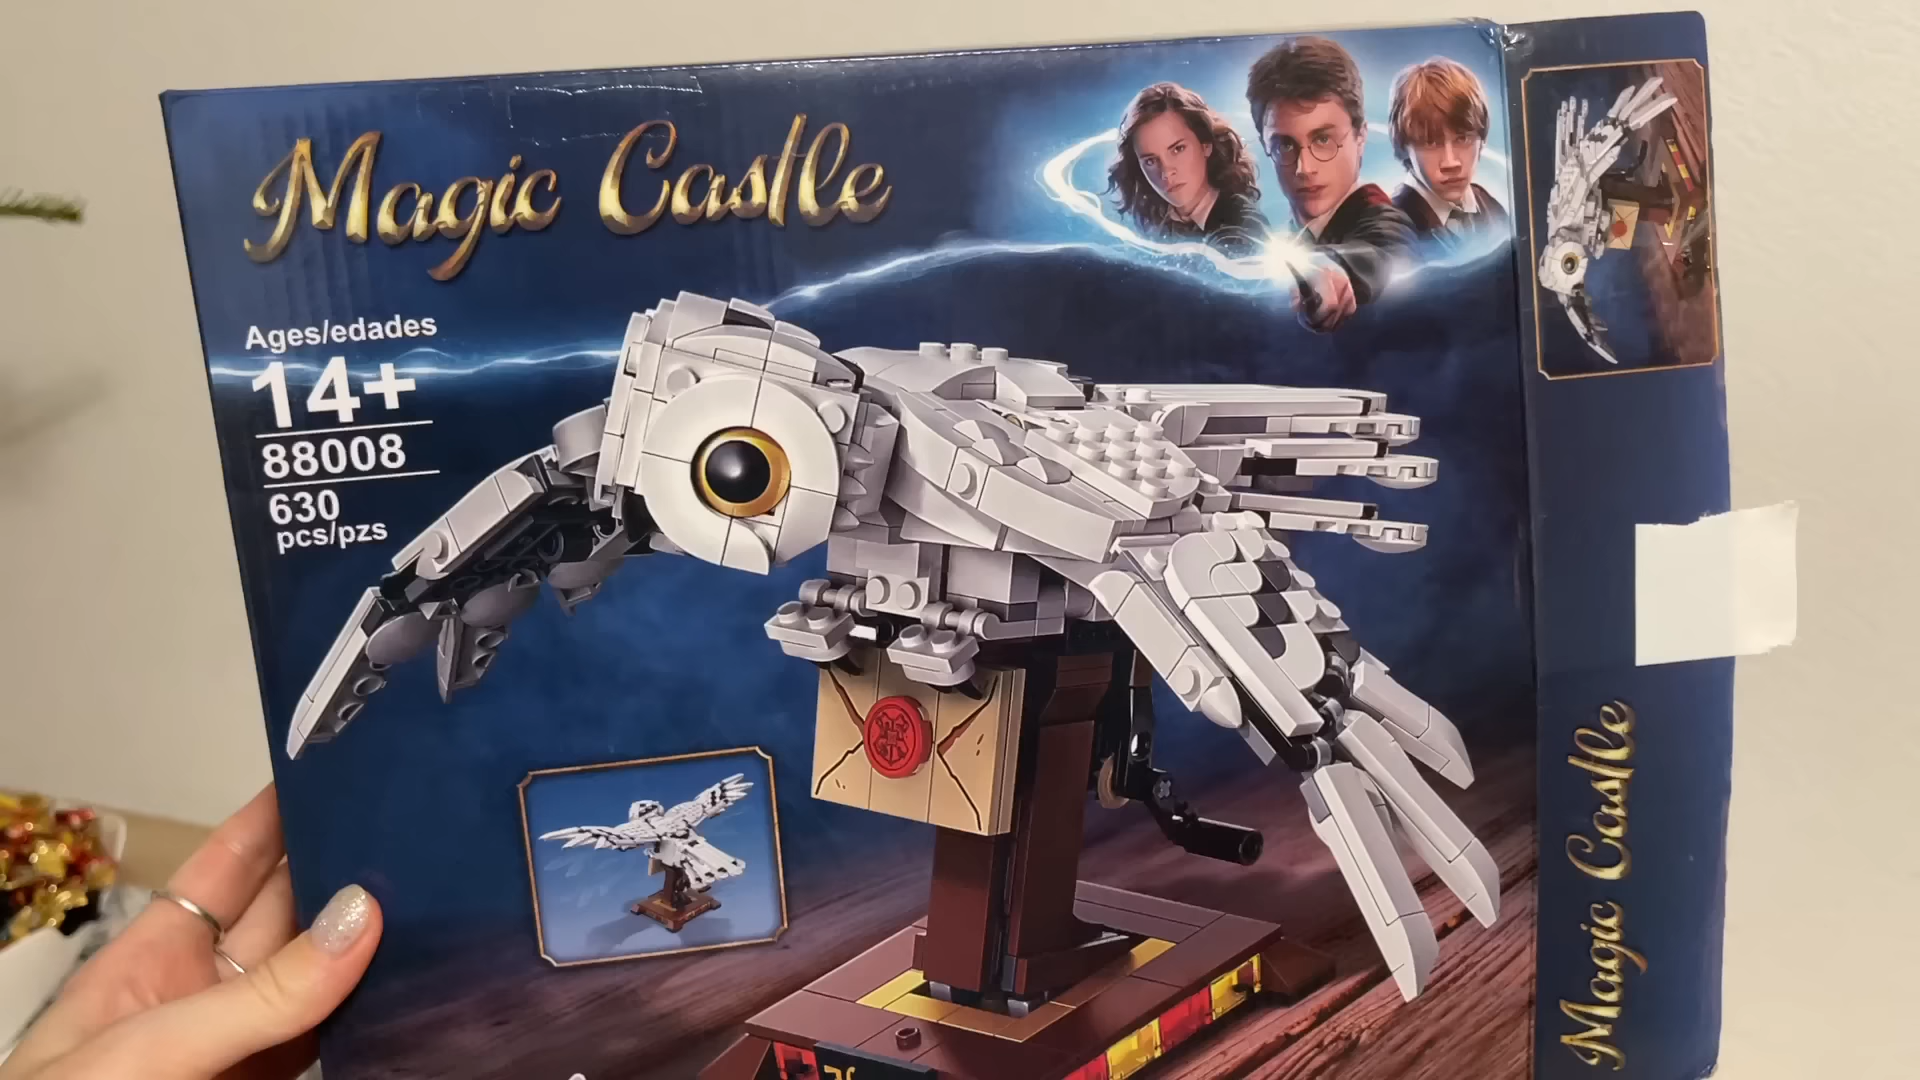 Magic Castle
Ages/edades
14+
88008
630
pcs/pzs
Magic Castle